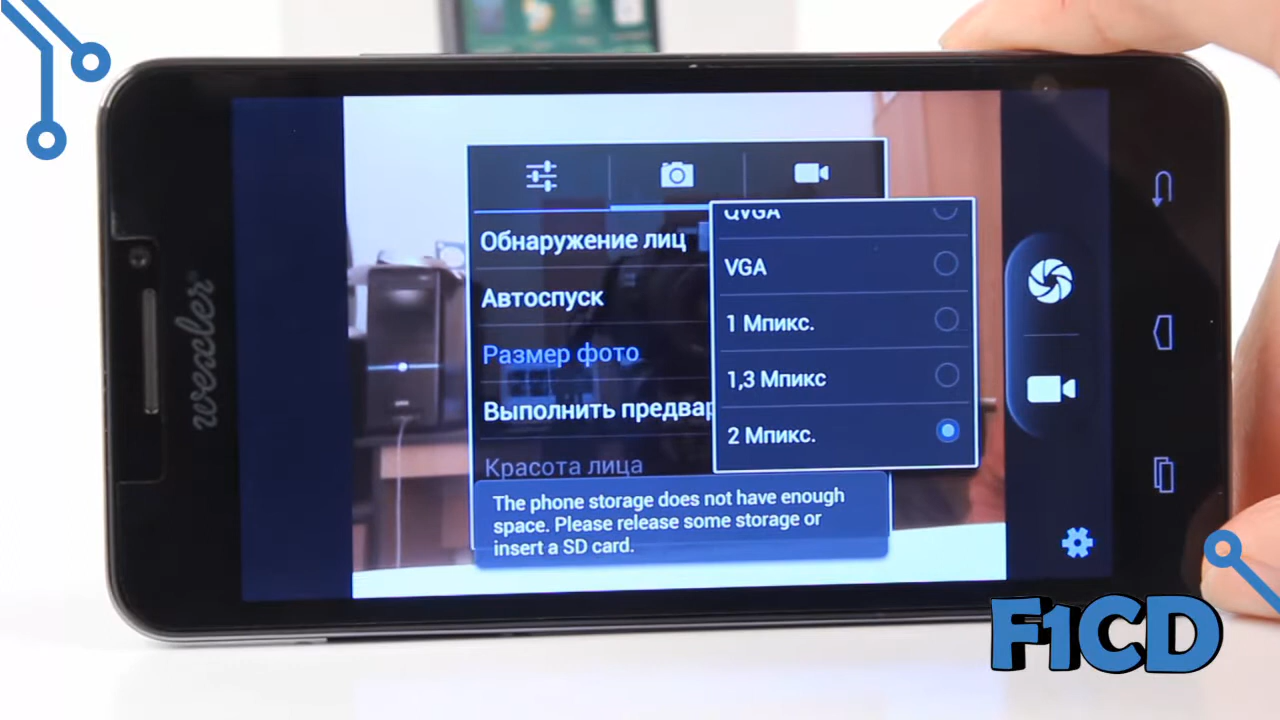 wexler
Обнаружение лиц
Автоспуск
Размер фото
Выполнить предвар
Красота лица
QVGA
VGA
1 Мпикс.
1,3 Мпикс
2 Мпикс.
The phone storage does not have enough
space. Please release some storage or
insert a SD card.
F1CD